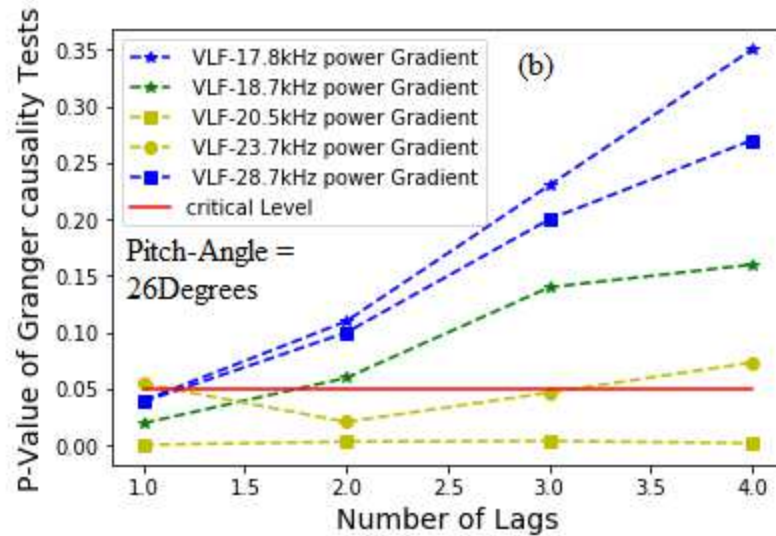 P-Value of Granger causality Tests
0.35
0.30
0.25
0.20
0.15
0.10
0.05
0.00
VLF-17.8kHz power Gradient
VLF-18.7kHz power Gradient
VLF-20.5kHz power Gradient
VLF-23.7kHz power Gradient
VLF-28.7kHz power Gradient
critical Level
(b)
Pitch-Angle =
26Degrees
1.0 1.5 2.0 2.5 3.0 3.5 4.0
Number of Lags